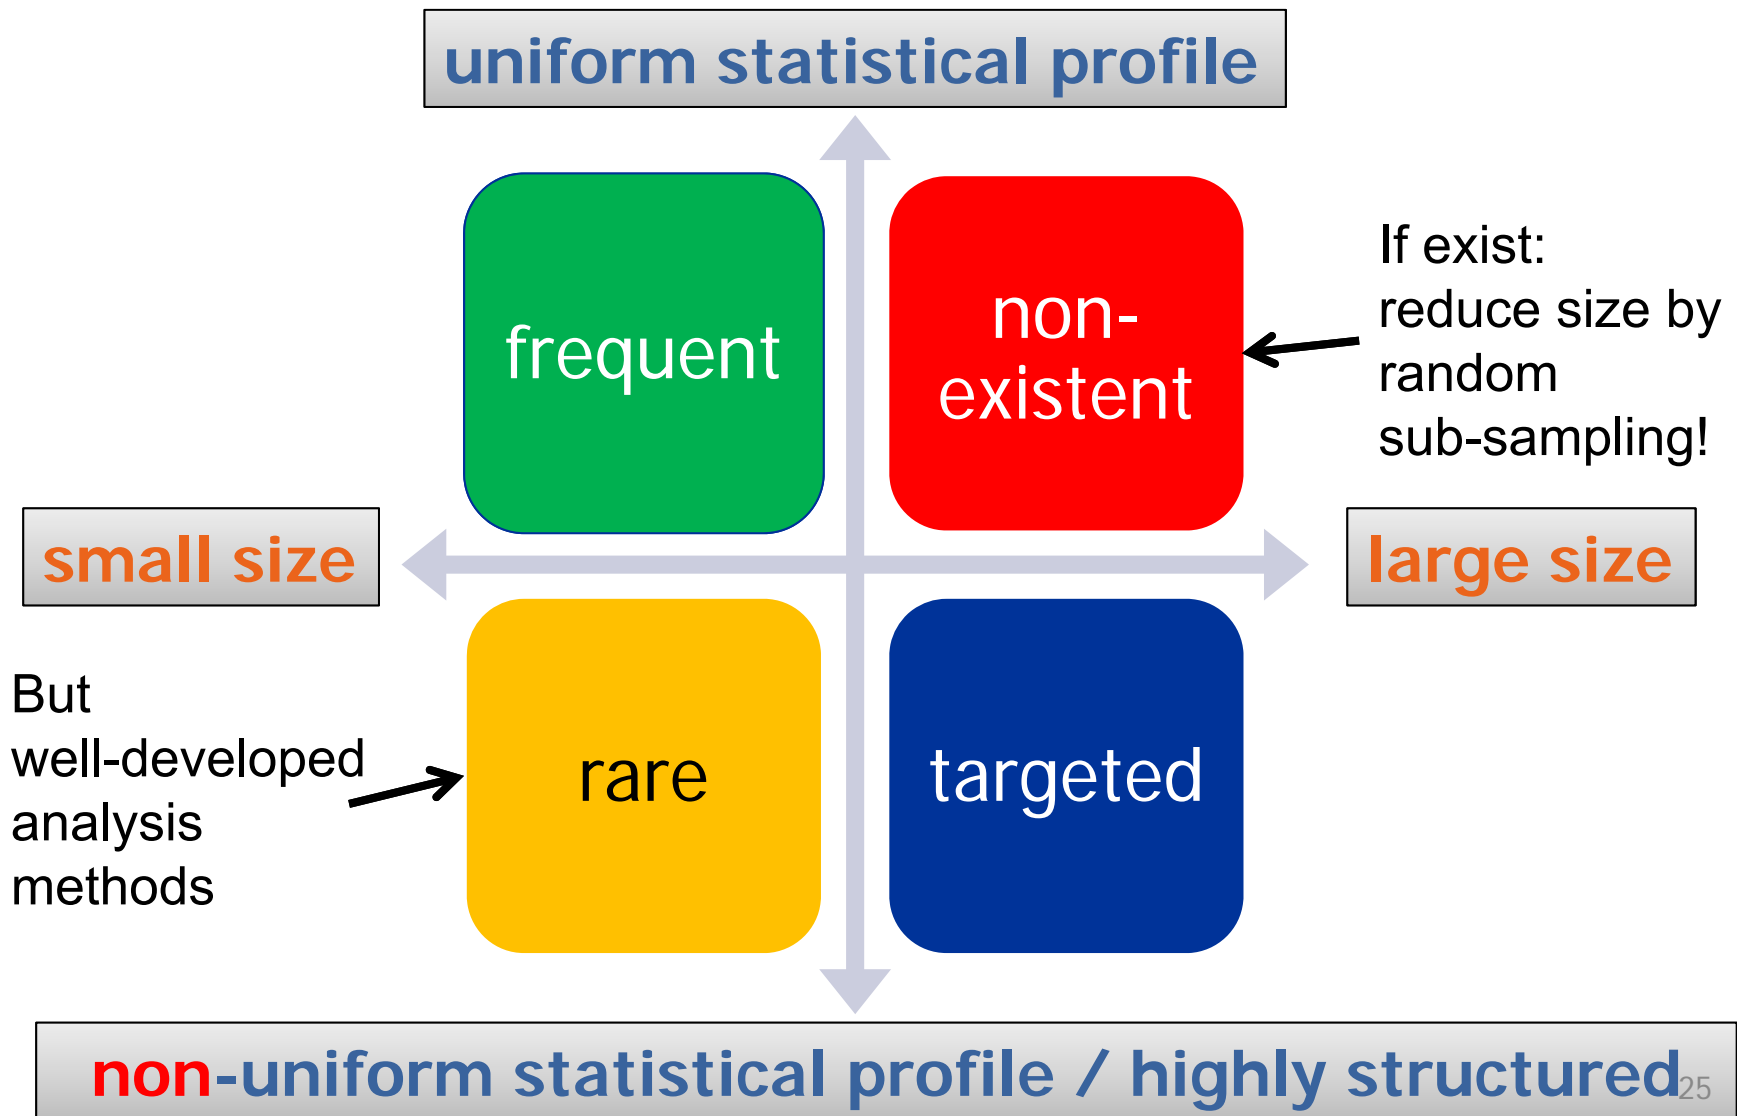 uniform statistical profile
frequent
non-
existent
If exist:
reduce size by
random
sub-sampling!
small size
large size
But
well-developed
analysis
methods
rare
targeted
non-uniform statistical profile / highly structured
25